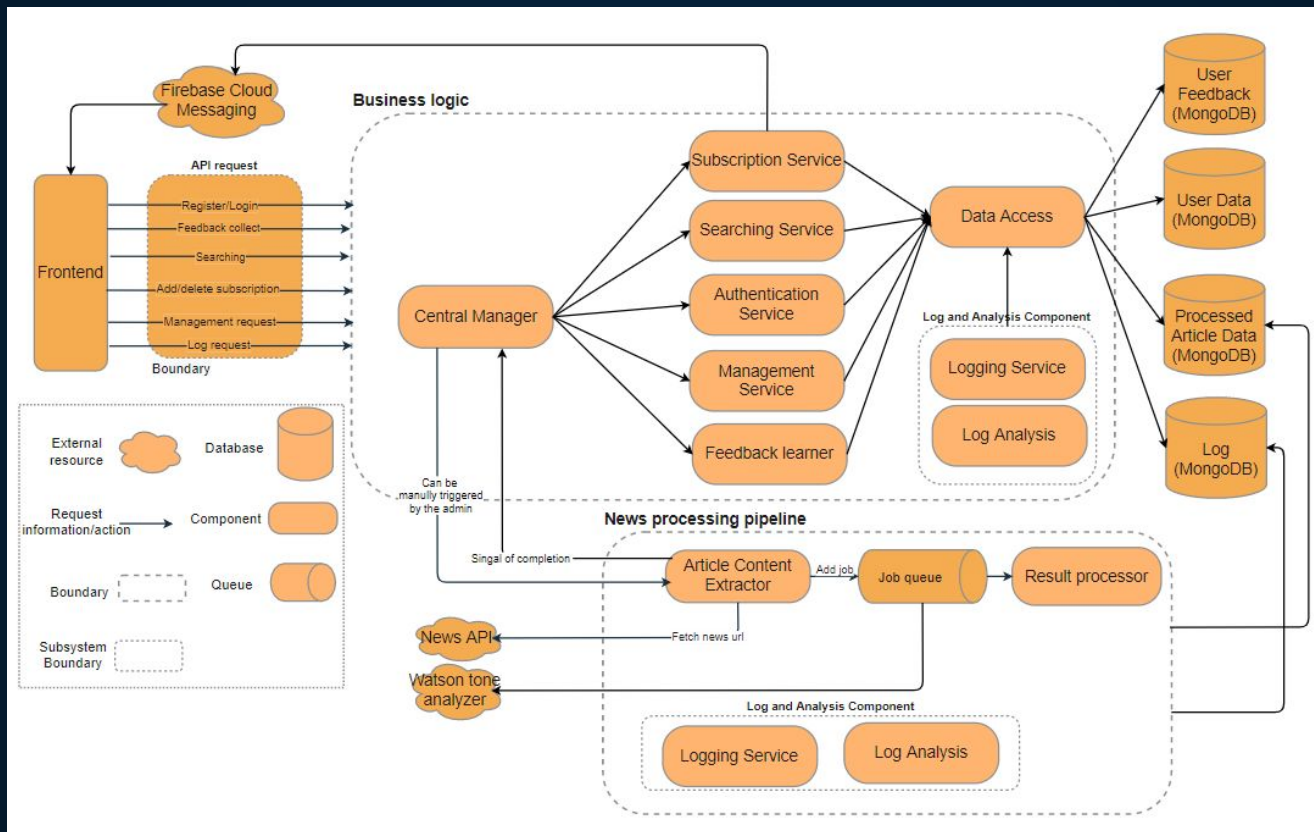 Firebase Cloud
Messaging
Business logic
API request
Frontend
Register/Login
Feedback collect
Searching
Add/delete subscription
Management request
Log request
Boundary
Central Manager
Subscription Service
Searching Service
Authentication
Service
Management
Service
Feedback learner
Data Access
Log and Analysis Component
Logging Service
Log Analysis
User
Feedback
(MongoDB)
User Data
(MongoDB)
Processed
Article Data
(MongoDB)
Log
(MongoDB)
External
resource
Database
Request
information/action
Component
Boundary
Queue
Subsystem
Boundary
Can be
manully triggered
by the admin
Singal of completion
News processing pipeline
Article Content
Extractor
Add job
Job queue
Result processor
Fetch news url
News API
Watson tone
analyzer
Log and Analysis Component
Logging Service
Log Analysis